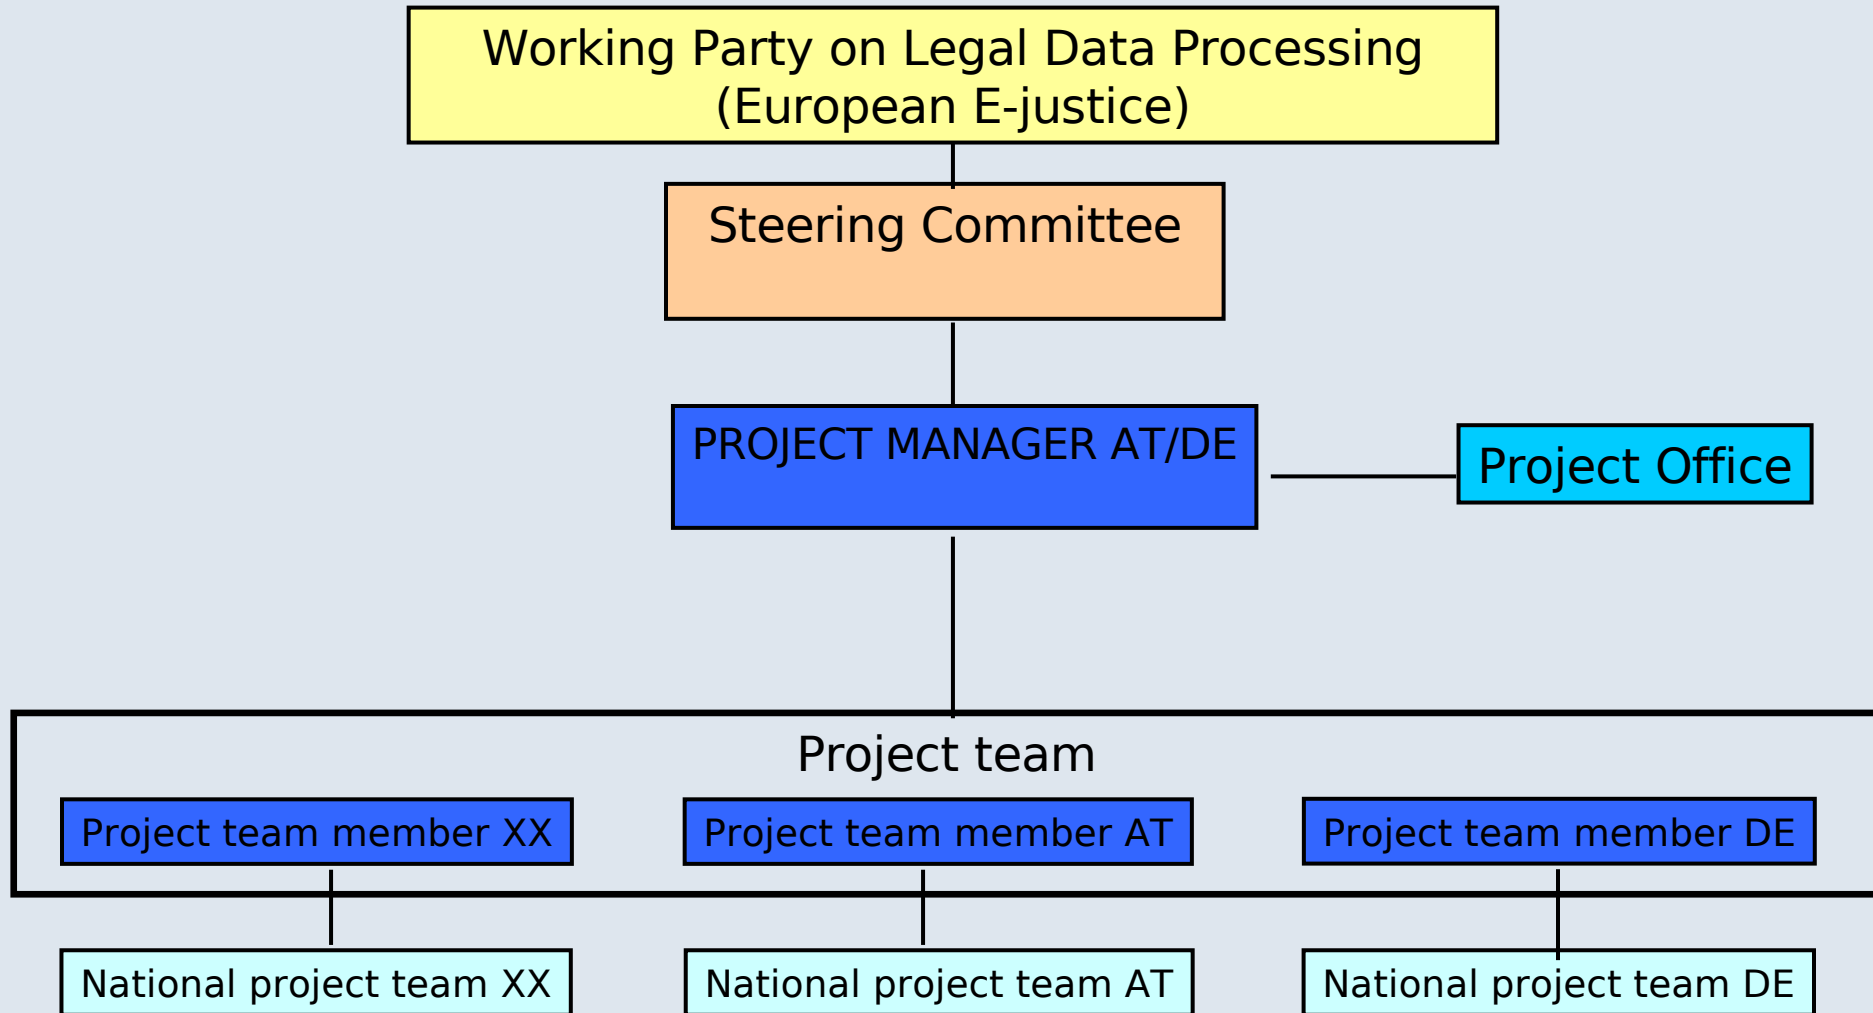 Working Party on Legal Data Processing
(European E-justice)
Steering Committee
PROJECT MANAGER AT/DE
Project Office
Project team
Project team member XX
Project team member AT
Project team member DE
National project team XX
National project team AT
National project team DE